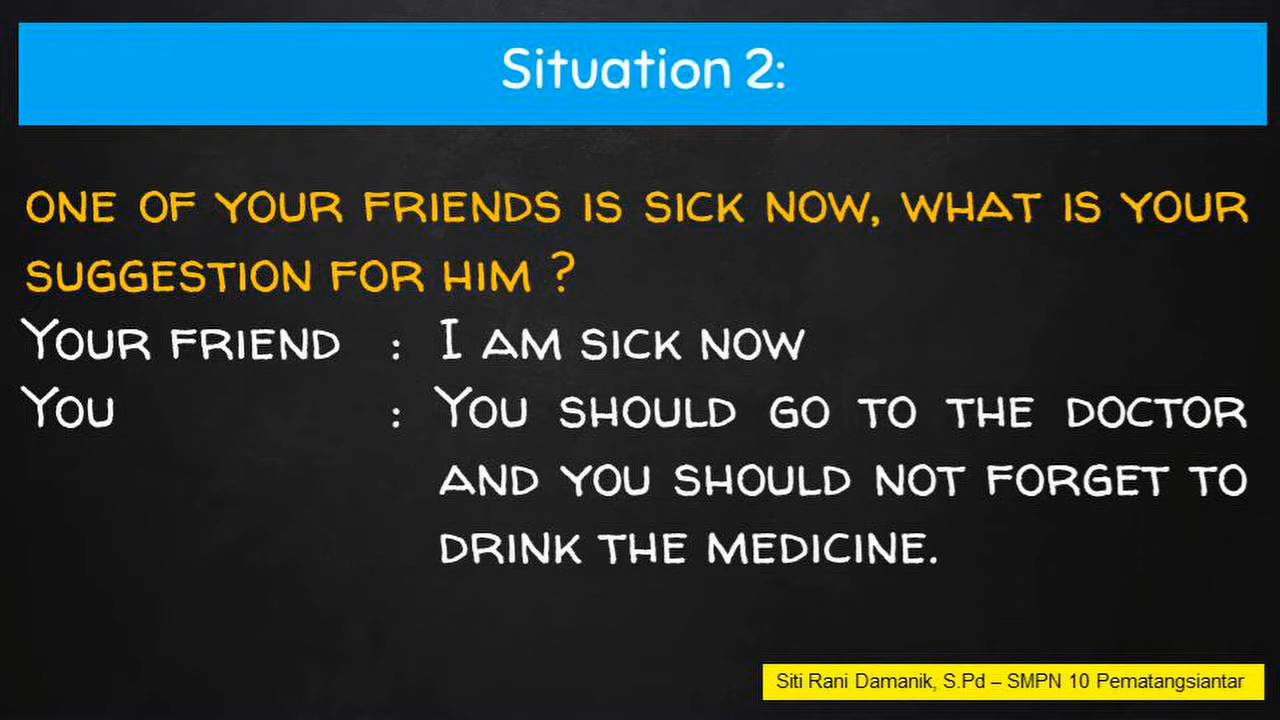 Situation 2:
ONE OF YOUR FRIENDS IS SICK NOW, WHAT IS YOUR
SUGGESTION FOR HIM ?
YOUR FRIEND : I AM SICK NOW
YOU : YOU SHOULD GO TO THE DOCTOR
AND YOU SHOULD NOT FORGET TO
DRINK THE MEDICINE.
Siti Rani Damanik, S.Pd – SMPN 10 Pematangsiantar